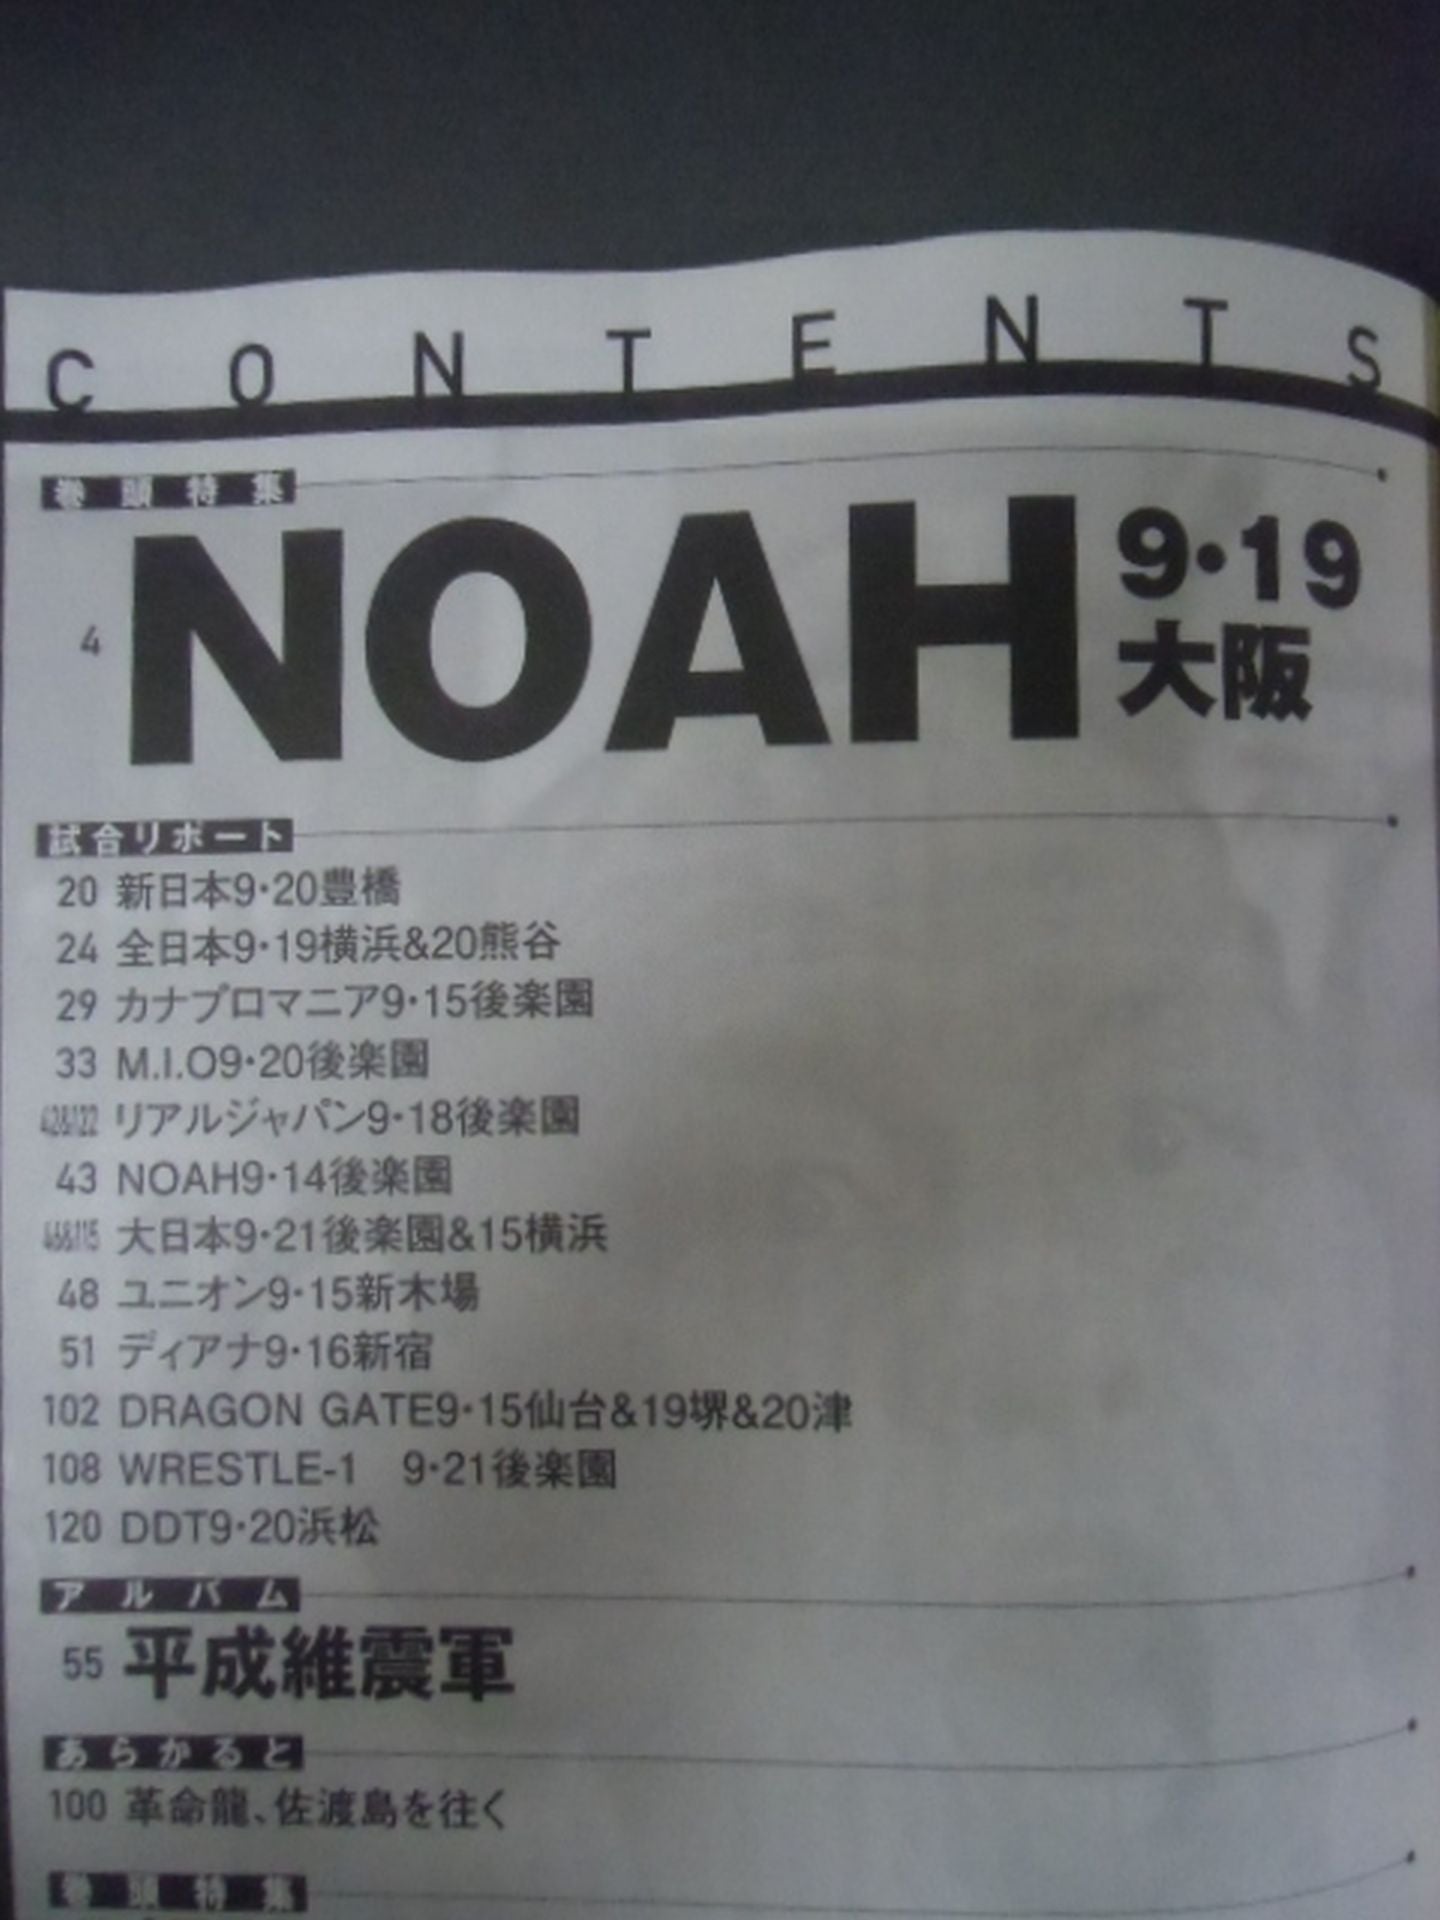 CONTENTS
巻頭特集
4 NOAH 9・19
大阪
試合リポート
20 新日本9・20豊橋
24 全日本9・19横浜&20熊谷
29 カナプロマニア9・15後楽園
33 M.I.O9・20後楽園
42&122 リアルジャパン9・18後楽園
43 NOAH9・14後楽園
46&115 大日本9・21後楽園&15横浜
48 ユニオン9・15新木場
51 ディアナ9・16新宿
102 DRAGON GATE9・15仙台&19堺&20津
108 WRESTLE-1 9・21後楽園
120 DDT9・20浜松
アルバム
55 平成維震軍
あらかると
100 革命龍、佐渡島を往く
巻頭特集